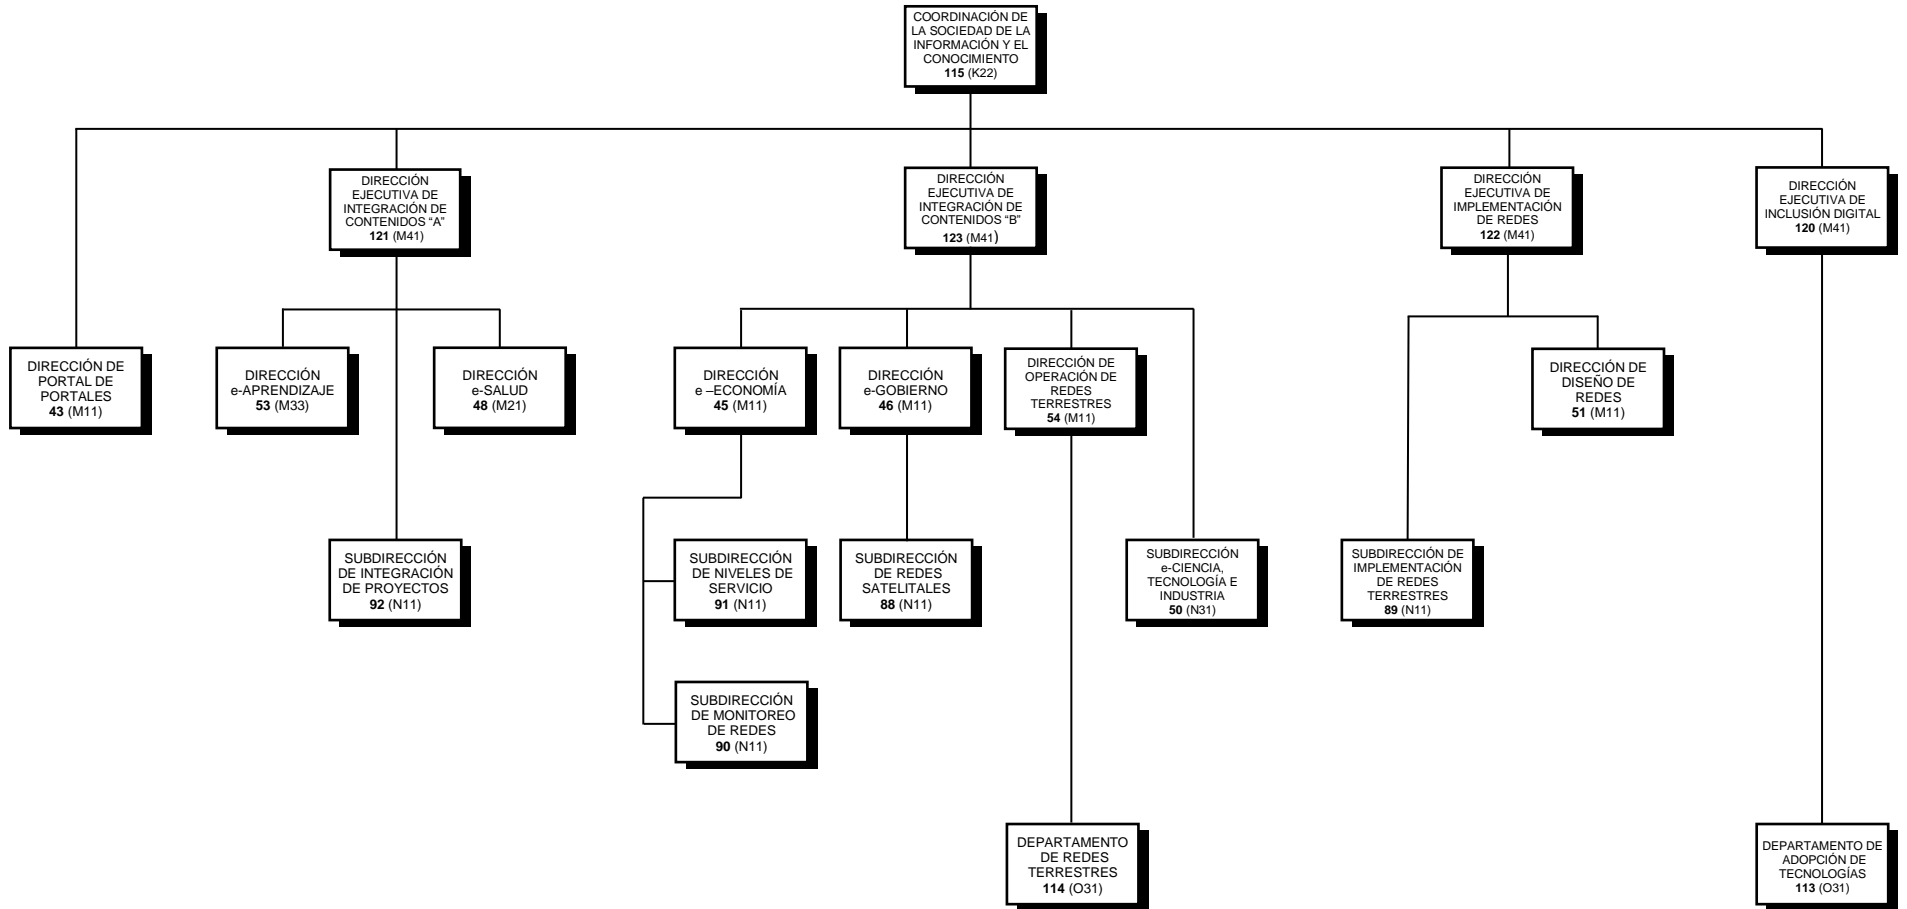 COORDINACIÓN DE
LA SOCIEDAD DE LA
INFORMACIÓN Y EL
CONOCIMIENTO
115 (K22)
DIRECCIÓN
EJECUTIVA DE
INTEGRACIÓN DE
CONTENIDOS “A”
121 (M41)
DIRECCIÓN
EJECUTIVA DE
INTEGRACIÓN DE
CONTENIDOS “B”
123 (M41)
DIRECCIÓN
EJECUTIVA DE
IMPLEMENTACIÓN
DE REDES
122 (M41)
DIRECCIÓN
EJECUTIVA DE
INCLUSIÓN DIGITAL
120 (M41)
DIRECCIÓN DE
PORTAL DE
PORTALES
43 (M11)
DIRECCIÓN
e-APRENDIZAJE
53 (M33)
DIRECCIÓN
e-SALUD
48 (M21)
DIRECCIÓN
e –ECONOMÍA
45 (M11)
DIRECCIÓN
e-GOBIERNO
46 (M11)
DIRECCIÓN DE
OPERACIÓN DE
REDES
TERRESTRES
54 (M11)
DIRECCIÓN DE
DISEÑO DE
REDES
51 (M11)
SUBDIRECCIÓN
DE INTEGRACIÓN
DE PROYECTOS
92 (N11)
SUBDIRECCIÓN
DE NIVELES DE
SERVICIO
91 (N11)
SUBDIRECCIÓN
DE REDES
SATELITALES
88 (N11)
SUBDIRECCIÓN
e-CIENCIA,
TECNOLOGÍA E
INDUSTRIA
50 (N31)
SUBDIRECCIÓN DE
IMPLEMENTACIÓN
DE REDES
TERRESTRES
89 (N11)
SUBDIRECCIÓN
DE MONITOREO
DE REDES
90 (N11)
DEPARTAMENTO
DE REDES
TERRESTRES
114 (O31)
DEPARTAMENTO DE
ADOPCIÓN DE
TECNOLOGÍAS
113 (O31)